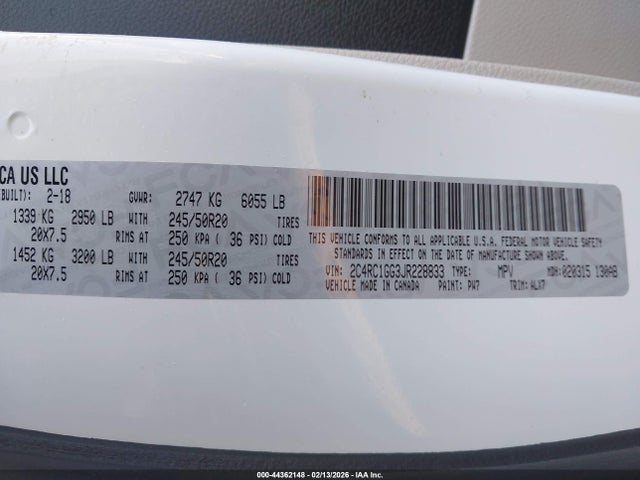 CA US LLC
(BUILT): 2-18 GVWR: 2747 KG 6055 LB
1339 KG 2950 LB WITH 245/50R20 TIRES
20X7.5 RIMS AT 250 KPA ( 36 PSI) COLD
1452 KG 3200 LB WITH 245/50R20 TIRES
20X7.5 RIMS AT 250 KPA ( 36 PSI) COLD
THIS VEHICLE CONFORMS TO ALL APPLICABLE U.S.A. FEDERAL MOTOR VEHICLE SAFETY
STANDARDS IN EFFECT ON THE DATE OF MANUFACTURE SHOWN ABOVE.
VIN: 2C4RC1GG3JR228833 TYPE: MPV MDH: 020315 130AB
VEHICLE MADE IN CANADA PAINT: PW7 TRIM: ALX7
000-44362148 - 02/13/2026 - IAA Inc.